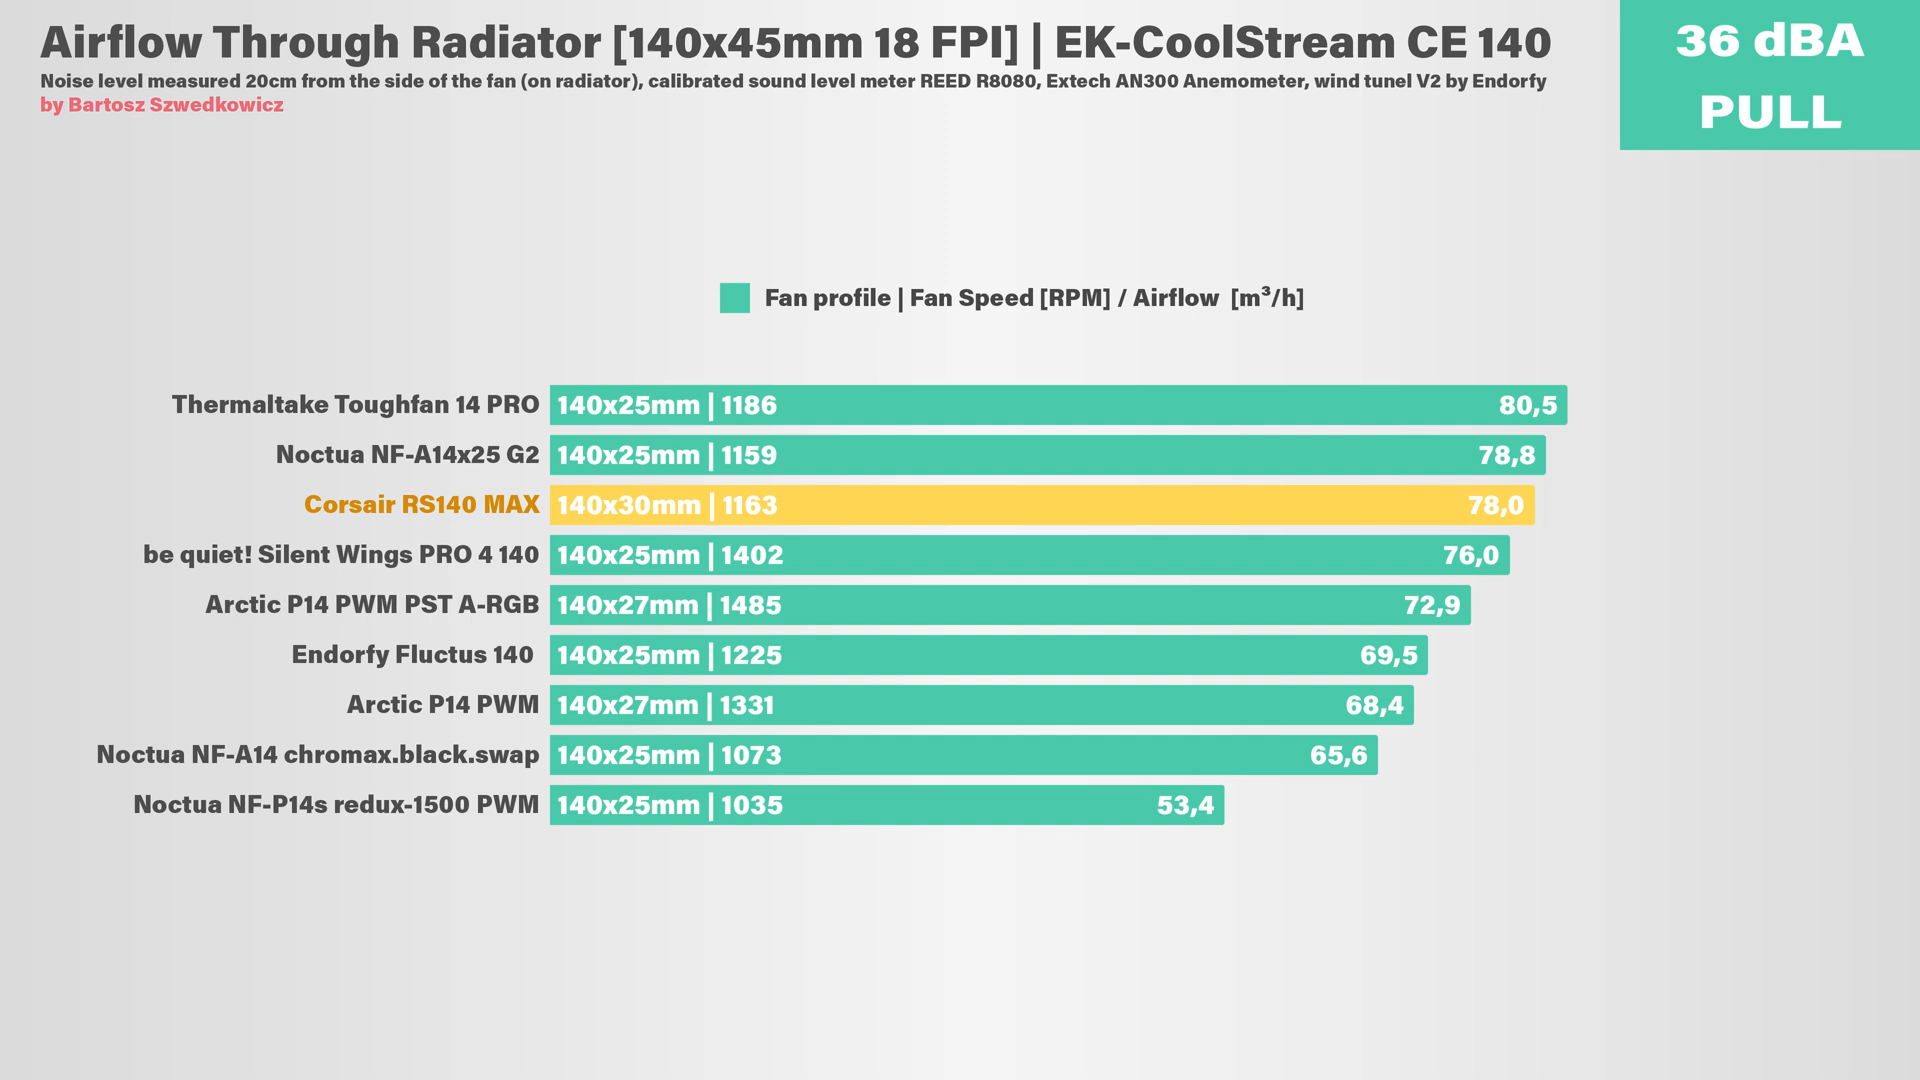 Airflow Through Radiator [140x45mm 18 FPI] | EK-CoolStream CE 140
Noise level measured 20cm from the side of the fan (on radiator), calibrated sound level meter REED R8080, Extech AN300 Anemometer, wind tunel V2 by Endorfy
by Bartosz Szwedkowicz
36 dBA
PULL
Fan profile | Fan Speed [RPM] / Airflow [m³/h]
Thermaltake Toughfan 14 PRO 140x25mm | 1186 80,5
Noctua NF-A14x25 G2 140x25mm | 1159 78,8
Corsair RS140 MAX 140x30mm | 1163 78,0
be quiet! Silent Wings PRO 4 140 140x25mm | 1402 76,0
Arctic P14 PWM PST A-RGB 140x27mm | 1485 72,9
Endorfy Fluctus 140 140x25mm | 1225 69,5
Arctic P14 PWM 140x27mm | 1331 68,4
Noctua NF-A14 chromax.black.swap 140x25mm | 1073 65,6
Noctua NF-P14s redux-1500 PWM 140x25mm | 1035 53,4